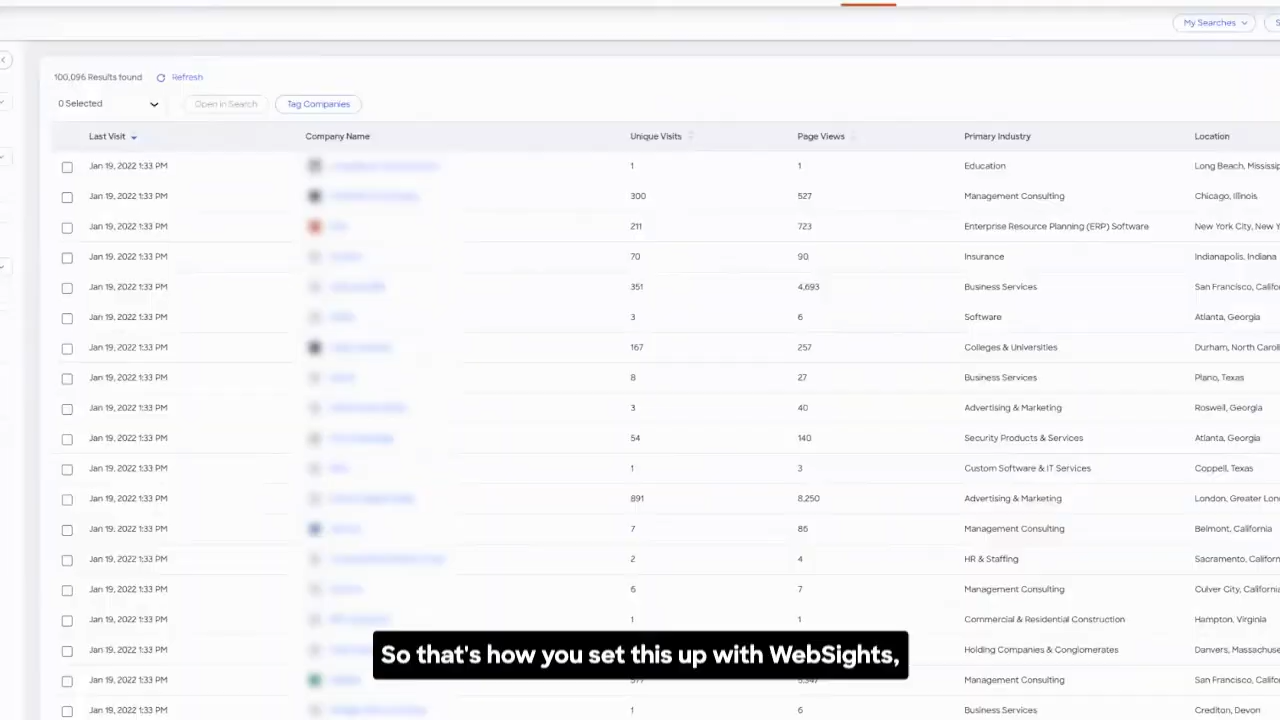 My Searches
100,096 Results found Refresh
0 Selected Open in Search Tag Companies
Last Visit Company Name Unique Visits Page Views Primary Industry Location
Jan 19, 2022 1:33 PM 1 1 Education Long Beach, Mississip
Jan 19, 2022 1:33 PM 300 527 Management Consulting Chicago, Illinois
Jan 19, 2022 1:33 PM 211 723 Enterprise Resource Planning (ERP) Software New York City, New Y
Jan 19, 2022 1:33 PM 70 90 Insurance Indianapolis, Indiana
Jan 19, 2022 1:33 PM 351 4,693 Business Services San Francisco, Califo
Jan 19, 2022 1:33 PM 3 6 Software Atlanta, Georgia
Jan 19, 2022 1:33 PM 167 257 Colleges & Universities Durham, North Caroli
Jan 19, 2022 1:33 PM 8 27 Business Services Plano, Texas
Jan 19, 2022 1:33 PM 3 40 Advertising & Marketing Roswell, Georgia
Jan 19, 2022 1:33 PM 54 140 Security Products & Services Atlanta, Georgia
Jan 19, 2022 1:33 PM 1 3 Custom Software & IT Services Coppell, Texas
Jan 19, 2022 1:33 PM 891 8,250 Advertising & Marketing London, Greater Lon
Jan 19, 2022 1:33 PM 7 86 Management Consulting Belmont, California
Jan 19, 2022 1:33 PM 2 4 HR & Staffing Sacramento, Californ
Jan 19, 2022 1:33 PM 6 7 Management Consulting Culver City, Californ
Jan 19, 2022 1:33 PM 1 1 Commercial & Residential Construction Hampton, Virginia
Jan 19, 2022 1:33 PM Holding Companies & Conglomerates Danvers, Massachuse
So that's how you set this up with WebSights,
Jan 19, 2022 1:33 PM Management Consulting San Francisco, Califo
Jan 19, 2022 1:33 PM 1 6 Business Services Crediton, Devon